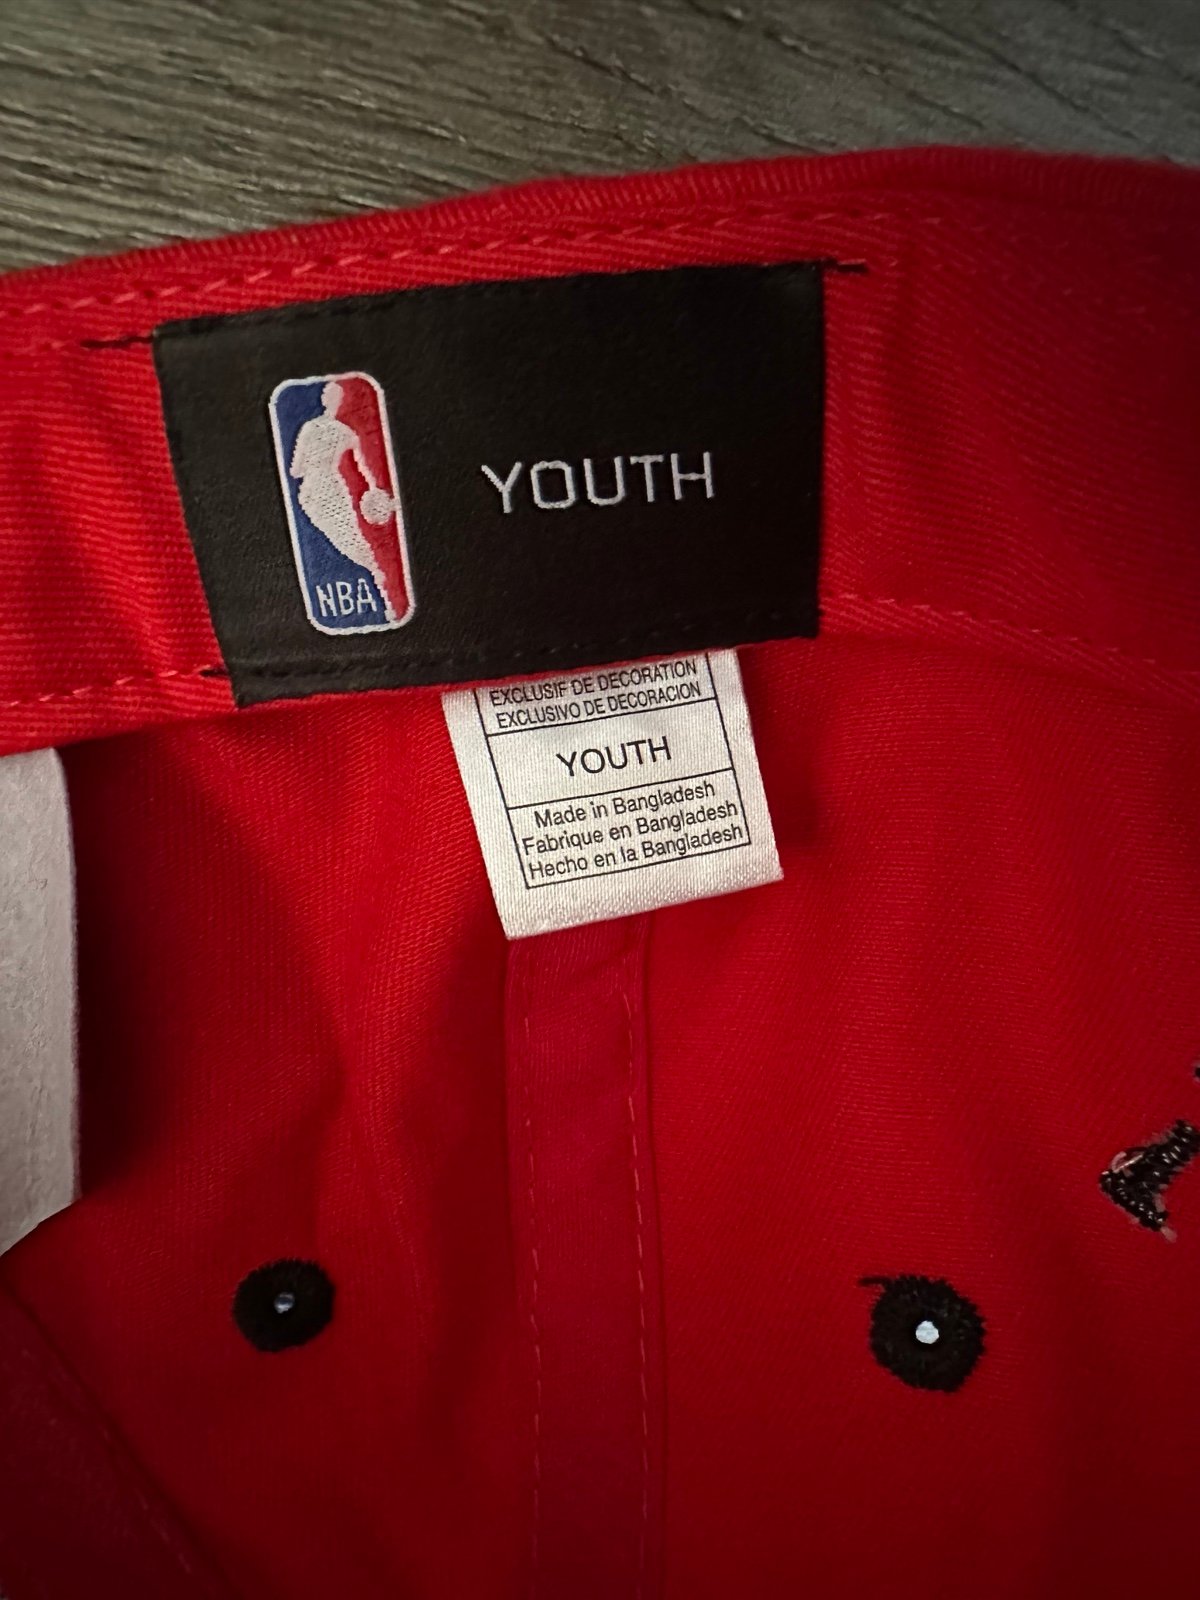 NBA
YOUTH
EXCLUSIF DE DECORATION
EXCLUSIVO DE DECORACION
YOUTH
Made in Bangladesh
Fabrique en Bangladesh
Hecho en la Bangladesh